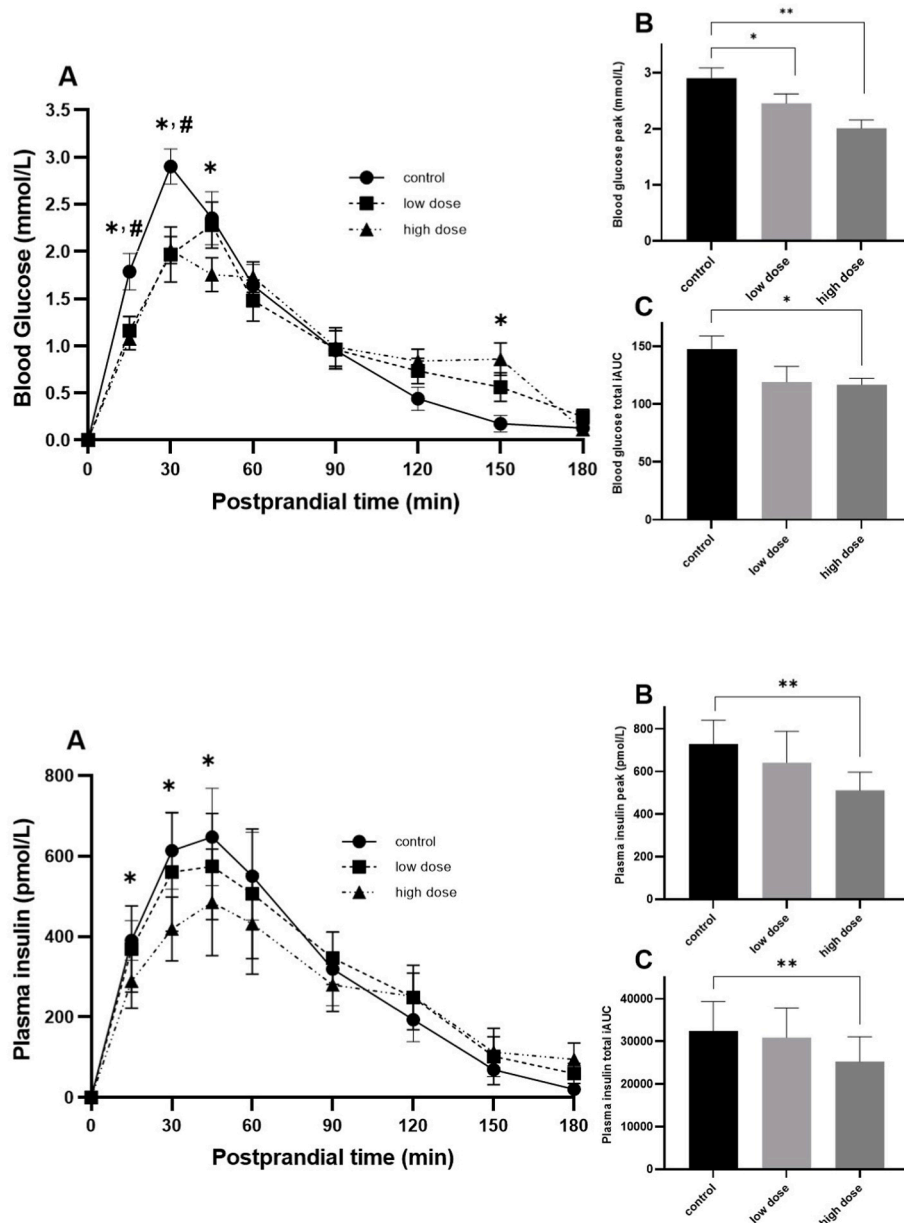 A
Blood Glucose (mmol/L)
3.5
3.0
2.5
2.0
1.5
1.0
0.5
0.0
*,#
*,#
*
*
control
low dose
high dose
0 30 60 90 120 150 180
Postprandial time (min)
B
**
*
Blood glucose peak (mmol/L)
3
2
1
0
control
low dose
high dose
C
*
Blood glucose total iAUC
150
100
50
0
control
low dose
high dose
A
Plasma insulin (pmol/L)
800
600
400
200
0
*
*
*
control
low dose
high dose
0 30 60 90 120 150 180
Postprandial time (min)
B
**
Plasma insulin peak (pmol/L)
800
600
400
200
0
control
low dose
high dose
C
**
Plasma insulin total iAUC
40000
30000
20000
10000
0
control
low dose
high dose